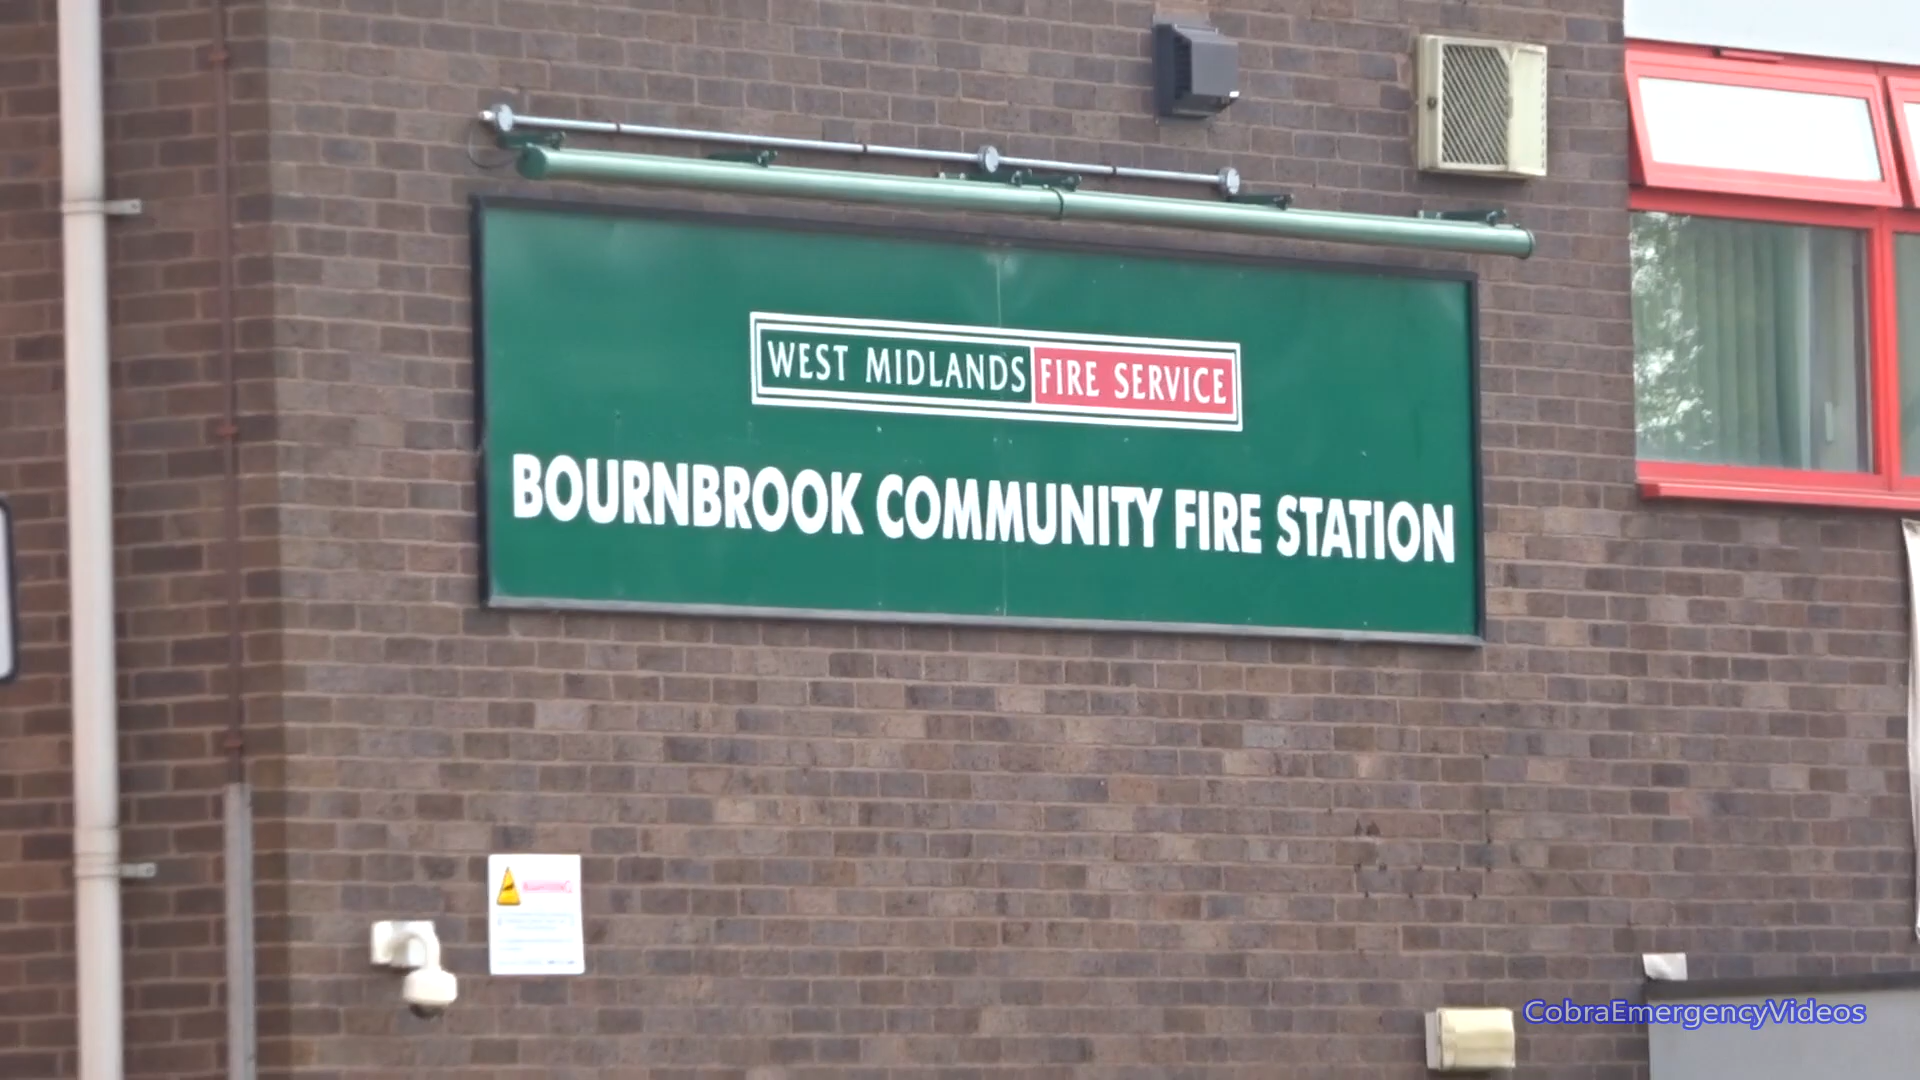 WEST MIDLANDS FIRE SERVICE
BOURNBROOK COMMUNITY FIRE STATION
CobraEmergencyVideos